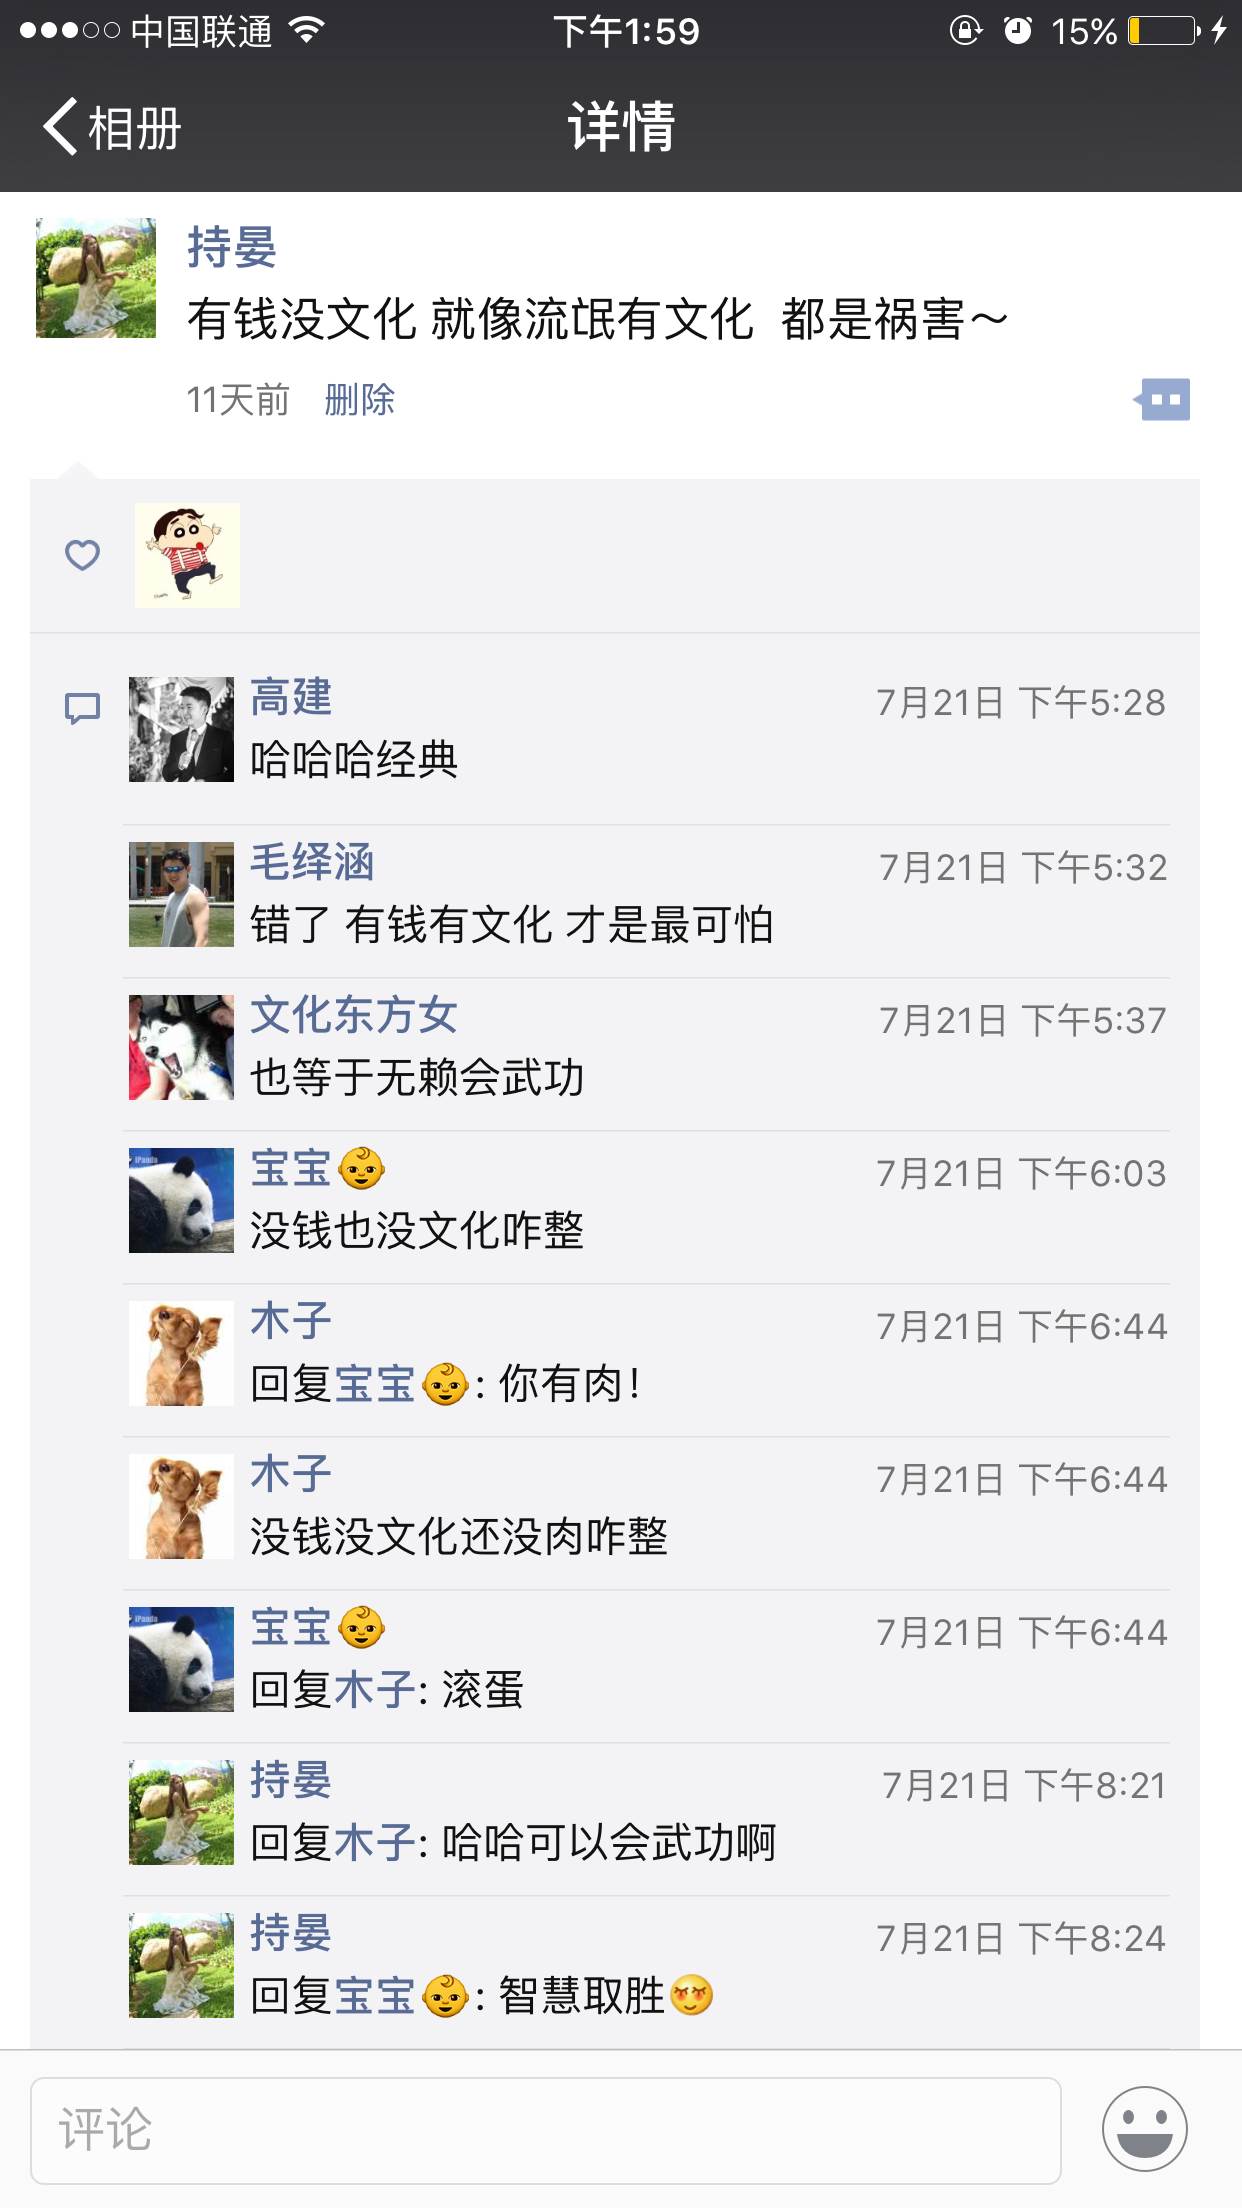 中国联通 下午1:59 15%
相册 详情
持晏
有钱没文化 就像流氓有文化 都是祸害～
11天前 删除
高建 7月21日 下午5:28
哈哈哈经典
毛绎涵 7月21日 下午5:32
错了 有钱有文化 才是最可怕
文化东方女 7月21日 下午5:37
也等于无赖会武功
宝宝👶 7月21日 下午6:03
没钱也没文化咋整
木子 7月21日 下午6:44
回复宝宝👶: 你有肉!
木子 7月21日 下午6:44
没钱没文化还没肉咋整
宝宝👶 7月21日 下午6:44
回复木子: 滚蛋
持晏 7月21日 下午8:21
回复木子: 哈哈可以会武功啊
持晏 7月21日 下午8:24
回复宝宝👶: 智慧取胜
评论